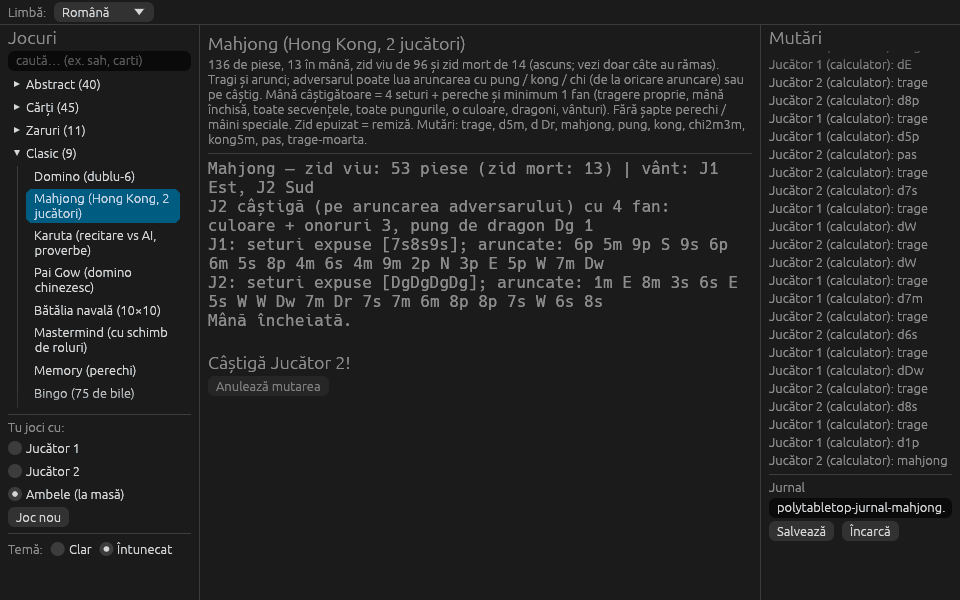 Limbă: Română
Jocuri
caută... (ex. sah, carti)
Abstract (40)
Cărți (45)
Zaruri (11)
Clasic (9)
Domino (dublu-6)
Mahjong (Hong Kong, 2
jucători)
Karuta (recitare vs AI,
proverbe)
Pai Gow (domino
chinezesc)
Bătălia navală (10×10)
Mastermind (cu schimb
de roluri)
Memory (perechi)
Bingo (75 de bile)
Tu joci cu:
Jucător 1
Jucător 2
Ambele (la masă)
Joc nou
Temă: Clar Întunecat
Mahjong (Hong Kong, 2 jucători)
136 de piese, 13 în mână, zid viu de 96 și zid mort de 14 (ascuns; vezi doar câte au rămas).
Tragi și arunci; adversarul poate lua aruncarea cu pung / kong / chi (de la oricare aruncare) sau
pe câștig. Mână câștigătoare = 4 seturi + pereche și minimum 1 fan (tragere proprie, mână
închisă, toate secvențele, toate pungurile, o culoare, dragoni, vânturi). Fără șapte perechi /
mâini speciale. Zid epuizat = remiză. Mutări: trage, d5m, d Dr, mahjong, pung, kong, chi2m3m,
kong5m, pas, trage-moarta.
Mahjong — zid viu: 53 piese (zid mort: 13) | vânt: J1
Est, J2 Sud
J2 câștigă (pe aruncarea adversarului) cu 4 fan:
culoare + onoruri 3, pung de dragon Dg 1
J1: seturi expuse [7s8s9s]; aruncate: 6p 5m 9p S 9s 6p
6m 5s 8p 4m 6s 4m 9m 2p N 3p E 5p W 7m Dw
J2: seturi expuse [DgDgDgDg]; aruncate: 1m E 8m 3s 6s E
5s W W Dw 7m Dr 7s 7m 6m 8p 8p 7s W 6s 8s
Mână încheiată.
Câștigă Jucător 2!
Anulează mutarea
Mutări
Jucător 1 (calculator): dE
Jucător 2 (calculator): trage
Jucător 2 (calculator): d8p
Jucător 1 (calculator): trage
Jucător 1 (calculator): d5p
Jucător 2 (calculator): pas
Jucător 2 (calculator): trage
Jucător 2 (calculator): d7s
Jucător 1 (calculator): trage
Jucător 1 (calculator): dW
Jucător 2 (calculator): trage
Jucător 2 (calculator): dW
Jucător 1 (calculator): trage
Jucător 1 (calculator): d7m
Jucător 2 (calculator): trage
Jucător 2 (calculator): d6s
Jucător 1 (calculator): trage
Jucător 1 (calculator): dDw
Jucător 2 (calculator): trage
Jucător 2 (calculator): d8s
Jucător 1 (calculator): trage
Jucător 1 (calculator): d1p
Jucător 2 (calculator): mahjong
Jurnal
polytabletop-jurnal-mahjong.
Salvează Încarcă